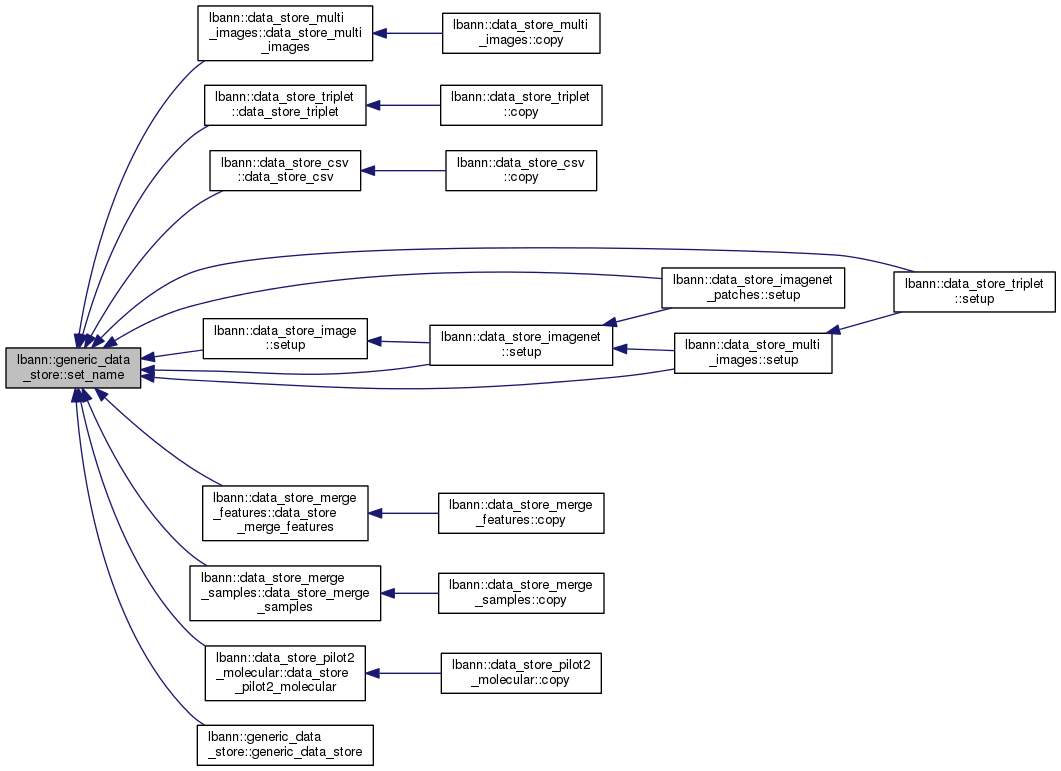 lbann::data_store_multi
_images::data_store_multi
_images
lbann::data_store_multi
_images::copy
lbann::data_store_triplet
::data_store_triplet
lbann::data_store_triplet
::copy
lbann::data_store_csv
::data_store_csv
lbann::data_store_csv
::copy
lbann::data_store_imagenet
_patches::setup
lbann::data_store_triplet
::setup
lbann::data_store_image
::setup
lbann::data_store_imagenet
::setup
lbann::data_store_multi
_images::setup
lbann::generic_data
_store::set_name
lbann::data_store_merge
_features::data_store
_merge_features
lbann::data_store_merge
_features::copy
lbann::data_store_merge
_samples::data_store_merge
_samples
lbann::data_store_merge
_samples::copy
lbann::data_store_pilot2
_molecular::data_store
_pilot2_molecular
lbann::data_store_pilot2
_molecular::copy
lbann::generic_data
_store::generic_data_store